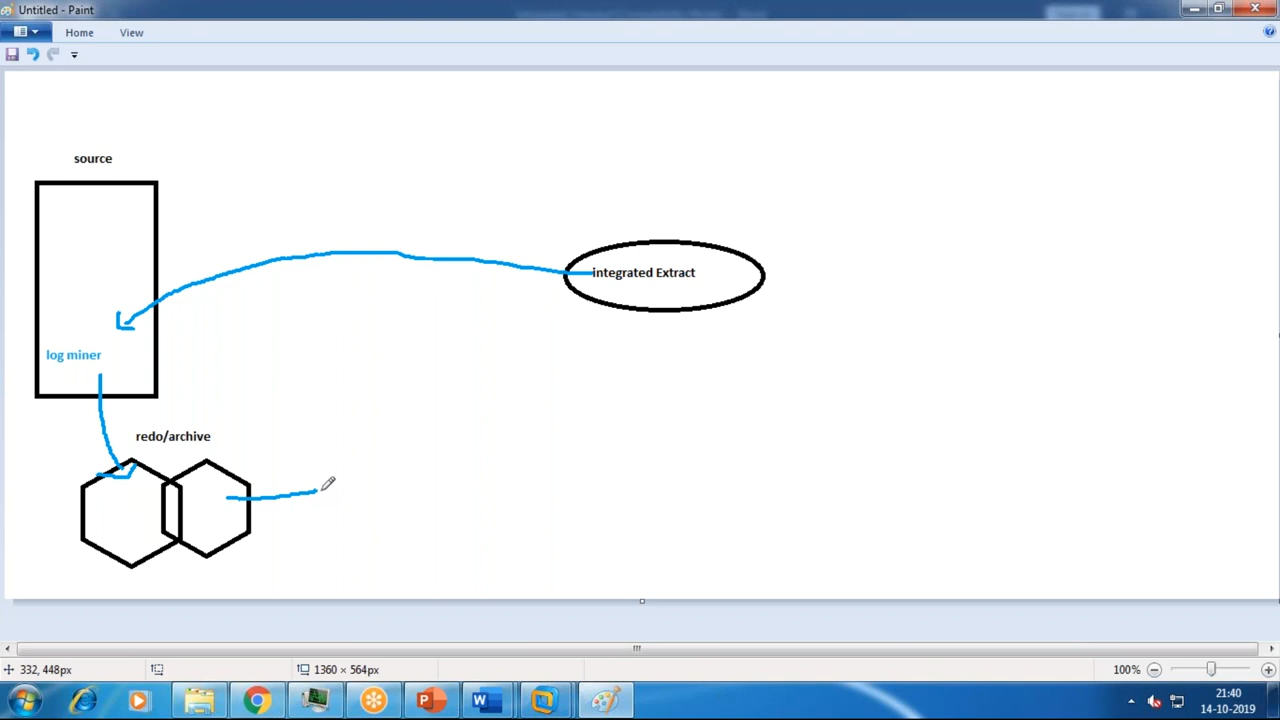 Untitled - Paint
Home View
source
integrated Extract
log miner
redo/archive
332, 448px
1360 × 564px
100%
21:40
14-10-2019